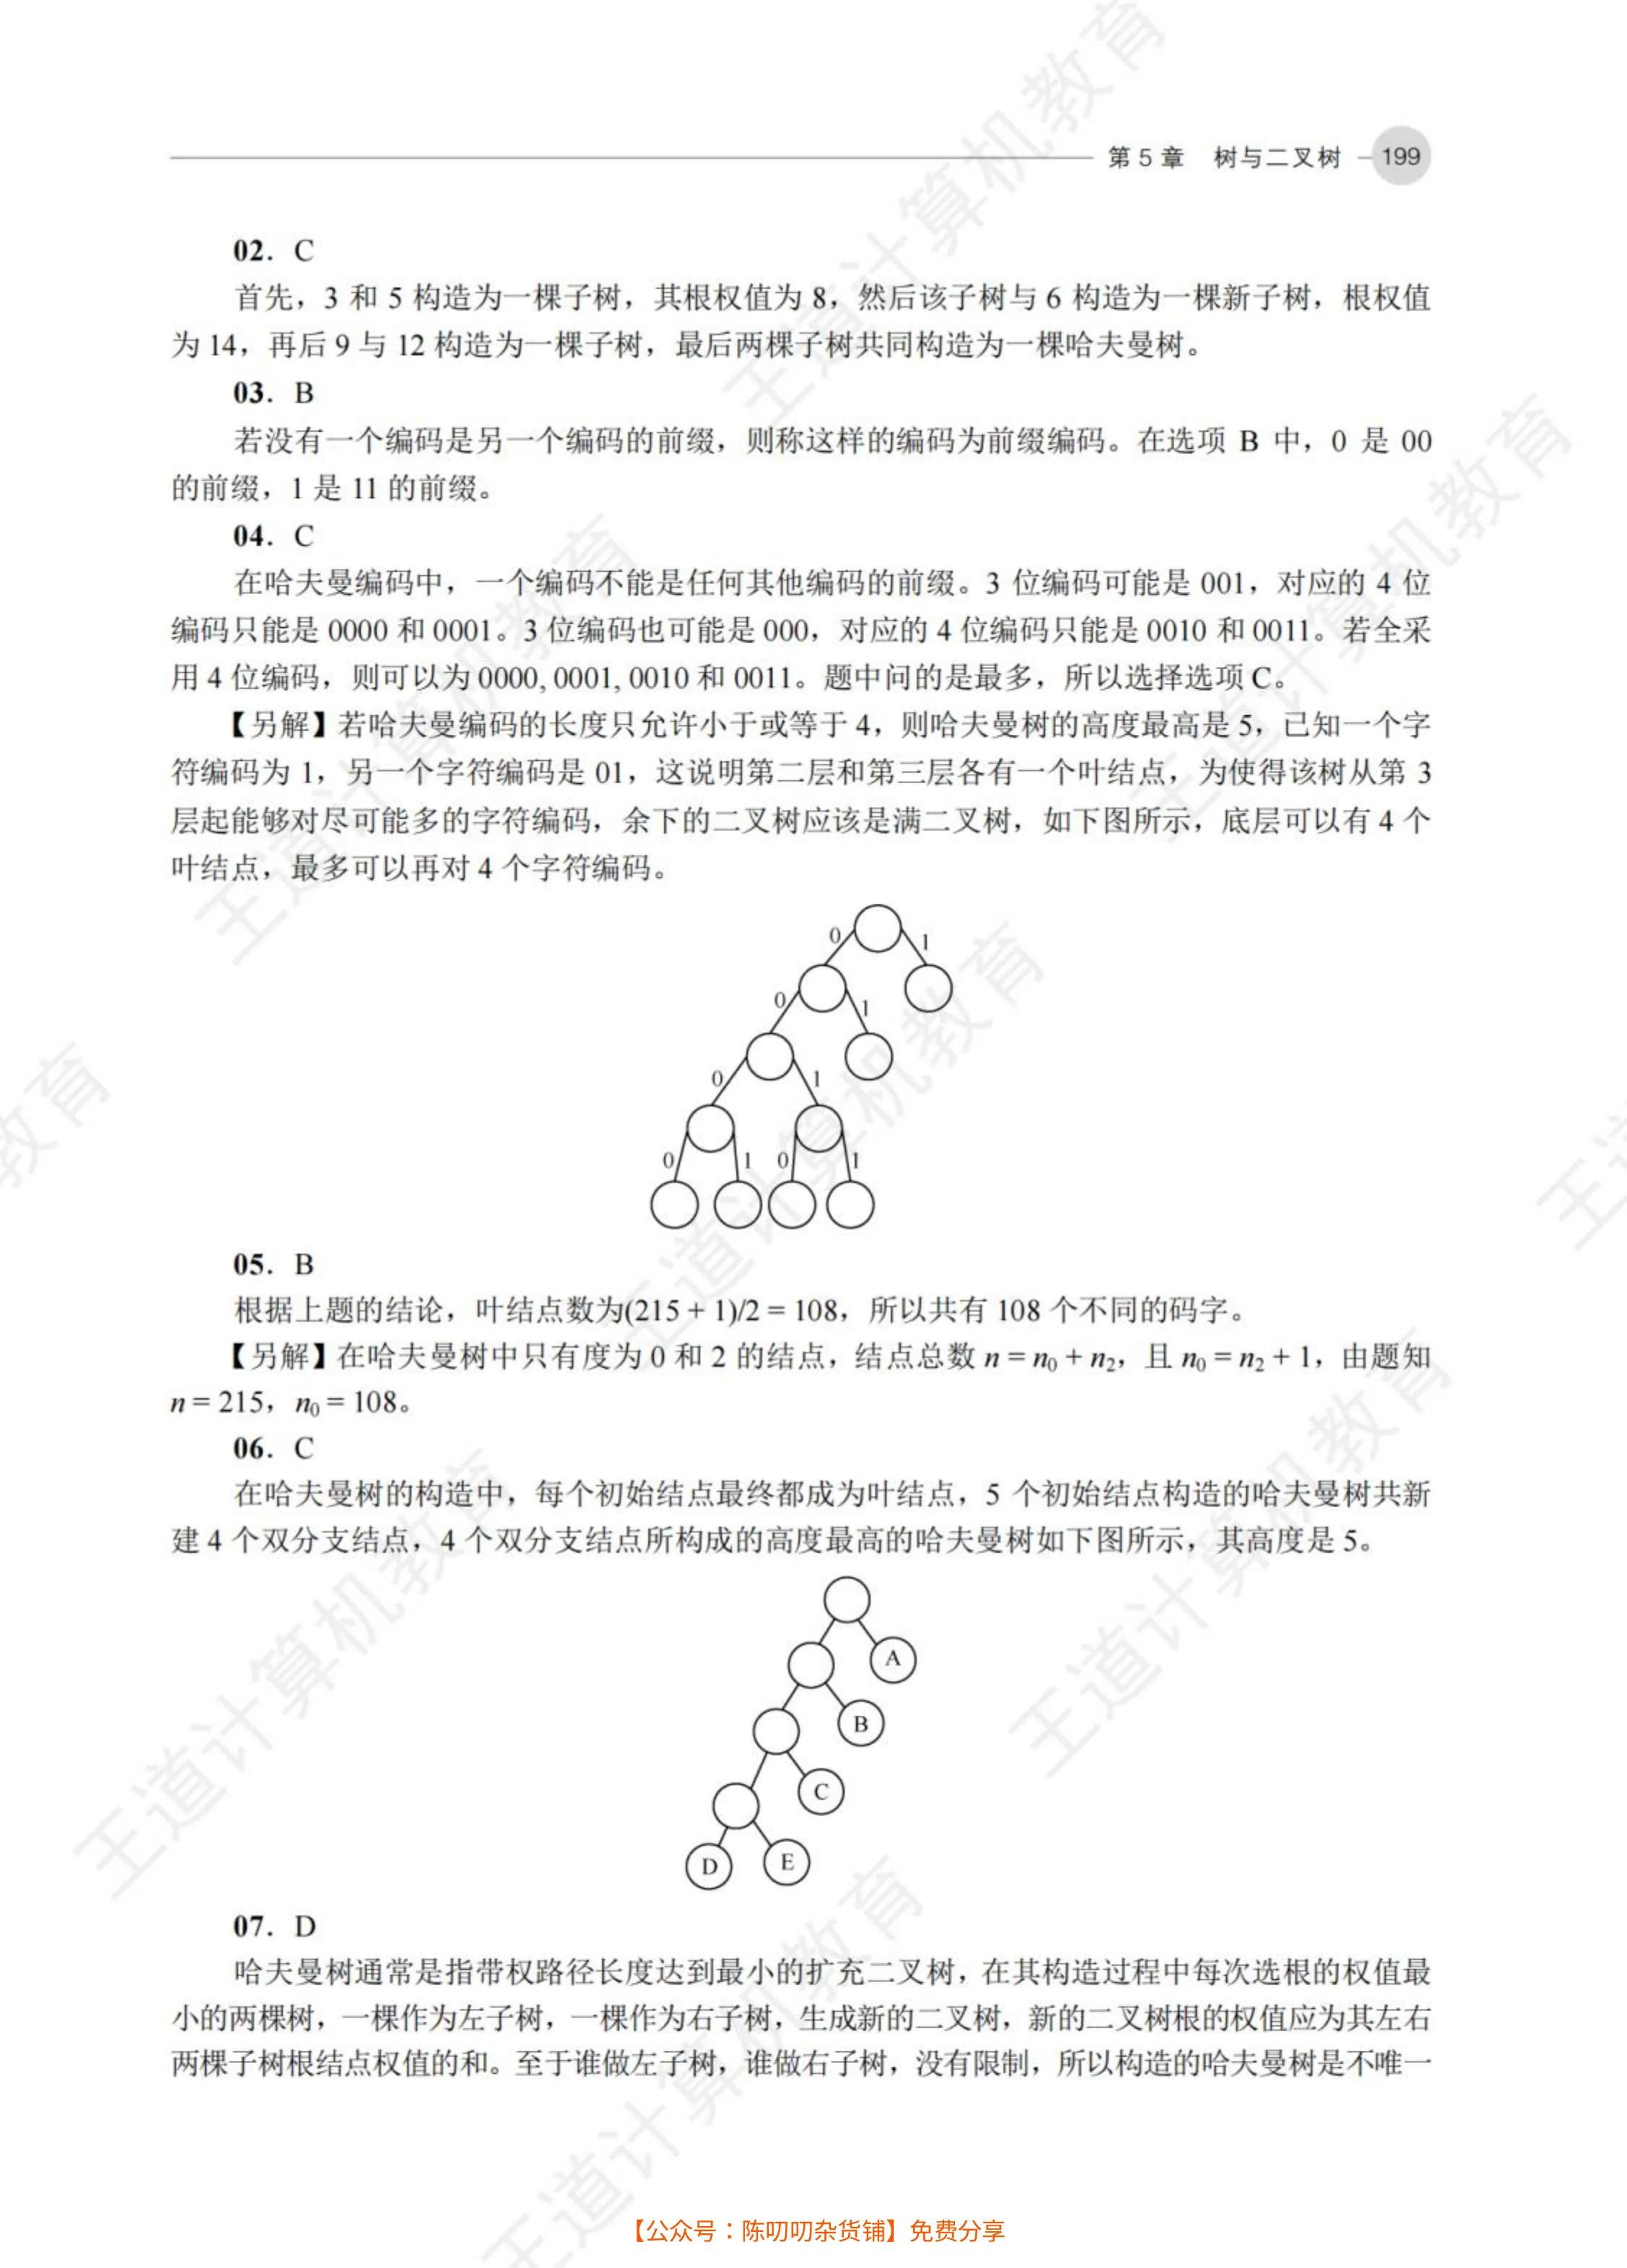 第 5 章 树与二叉树 199
02. C
首先，3 和 5 构造为一棵子树，其根权值为 8，然后该子树与 6 构造为一棵新子树，根权值
为 14，再后 9 与 12 构造为一棵子树，最后两棵子树共同构造为一棵哈夫曼树。
03. B
若没有一个编码是另一个编码的前缀，则称这样的编码为前缀编码。在选项 B 中，0 是 00
的前缀，1 是 11 的前缀。
04. C
在哈夫曼编码中，一个编码不能是任何其他编码的前缀。3 位编码可能是 001，对应的 4 位
编码只能是 0000 和 0001。3 位编码也可能是 000，对应的 4 位编码只能是 0010 和 0011。若全采
用 4 位编码，则可以为 0000, 0001, 0010 和 0011。题中问的是最多，所以选择选项 C。
【另解】若哈夫曼编码的长度只允许小于或等于 4，则哈夫曼树的高度最高是 5，已知一个字
符编码为 1，另一个字符编码是 01，这说明第二层和第三层各有一个叶结点，为使得该树从第 3
层起能够对尽可能多的字符编码，余下的二叉树应该是满二叉树，如下图所示，底层可以有 4 个
叶结点，最多可以再对 4 个字符编码。
0 1
0 1
0 1
0 1 0 1
05. B
根据上题的结论，叶结点数为(215 + 1)/2 = 108，所以共有 108 个不同的码字。
【另解】在哈夫曼树中只有度为 0 和 2 的结点，结点总数 n = n₀ + n₂，且 n₀ = n₂ + 1，由题知
n = 215，n₀ = 108。
06. C
在哈夫曼树的构造中，每个初始结点最终都成为叶结点，5 个初始结点构造的哈夫曼树共新
建 4 个双分支结点，4 个双分支结点所构成的高度最高的哈夫曼树如下图所示，其高度是 5。
A
B
C
D E
07. D
哈夫曼树通常是指带权路径长度达到最小的扩充二叉树，在其构造过程中每次选根的权值最
小的两棵树，一棵作为左子树，一棵作为右子树，生成新的二叉树，新的二叉树根的权值应为其左右
两棵子树根结点权值的和。至于谁做左子树，谁做右子树，没有限制，所以构造的哈夫曼树是不唯一
【公众号：陈叨叨杂货铺】免费分享
王道计算机教育